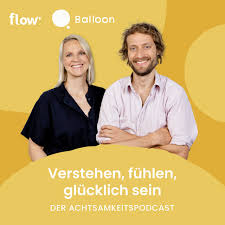 flow®
Balloon
Verstehen, fühlen,
glücklich sein
DER ACHTSAMKEITSPODCAST